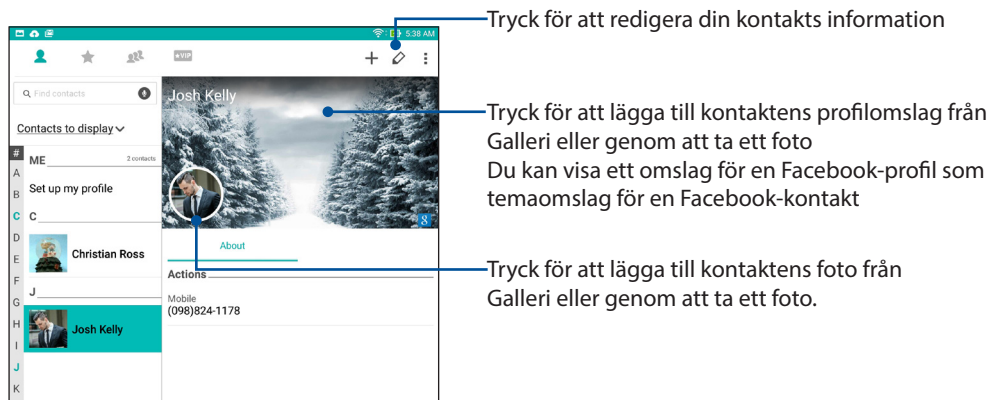 Tryck för att redigera din kontakts information
5:38 AM
VIP
Find contacts
Josh Kelly
Contacts to display
Tryck för att lägga till kontaktens profilomslag från
Galleri eller genom att ta ett foto
Du kan visa ett omslag för en Facebook-profil som
temaomslag för en Facebook-kontakt
#
ME
2 contacts
A
B
Set up my profile
C
C
8
D
About
E
Christian Ross
F
Actions
Tryck för att lägga till kontaktens foto från
Galleri eller genom att ta ett foto.
J
G
Mobile
(098)824-1178
H
Josh Kelly
I
J
K